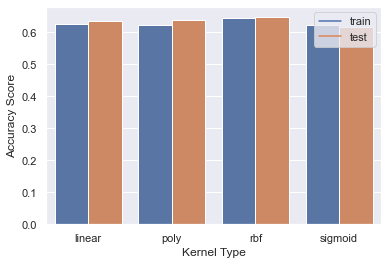 train
test
0.6
0.5
0.4
0.3
0.2
0.1
0.0
Accuracy Score
linear poly rbf sigmoid
Kernel Type